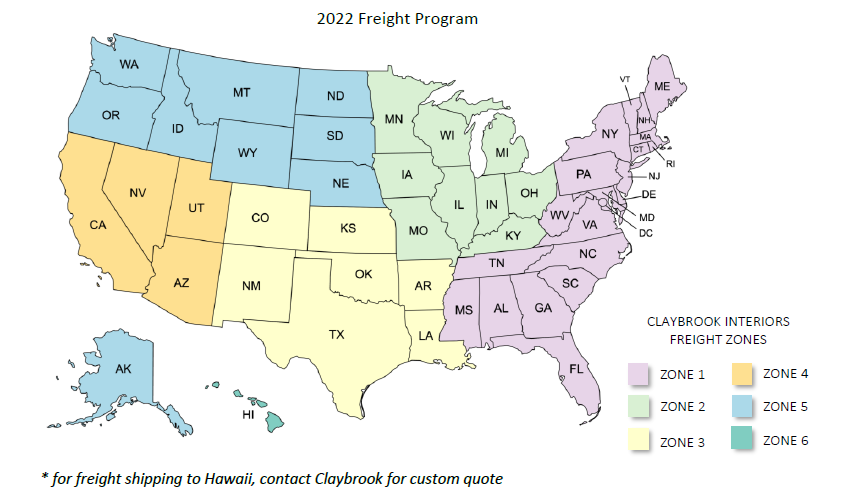 2022 Freight Program
WA
MT
ND
MN
VT
ME
OR
ID
SD
WI
MI
NY
NH
MA
CT
RI
WY
NE
IA
PA
NJ
NV
UT
CO
KS
MO
IL
IN
OH
WV
VA
DE
MD
DC
CA
KY
AZ
NM
OK
AR
TN
NC
SC
TX
LA
MS
AL
GA
FL
AK
HI
CLAYBROOK INTERIORS
FREIGHT ZONES
ZONE 1
ZONE 4
ZONE 2
ZONE 5
ZONE 3
ZONE 6
* for freight shipping to Hawaii, contact Claybrook for custom quote